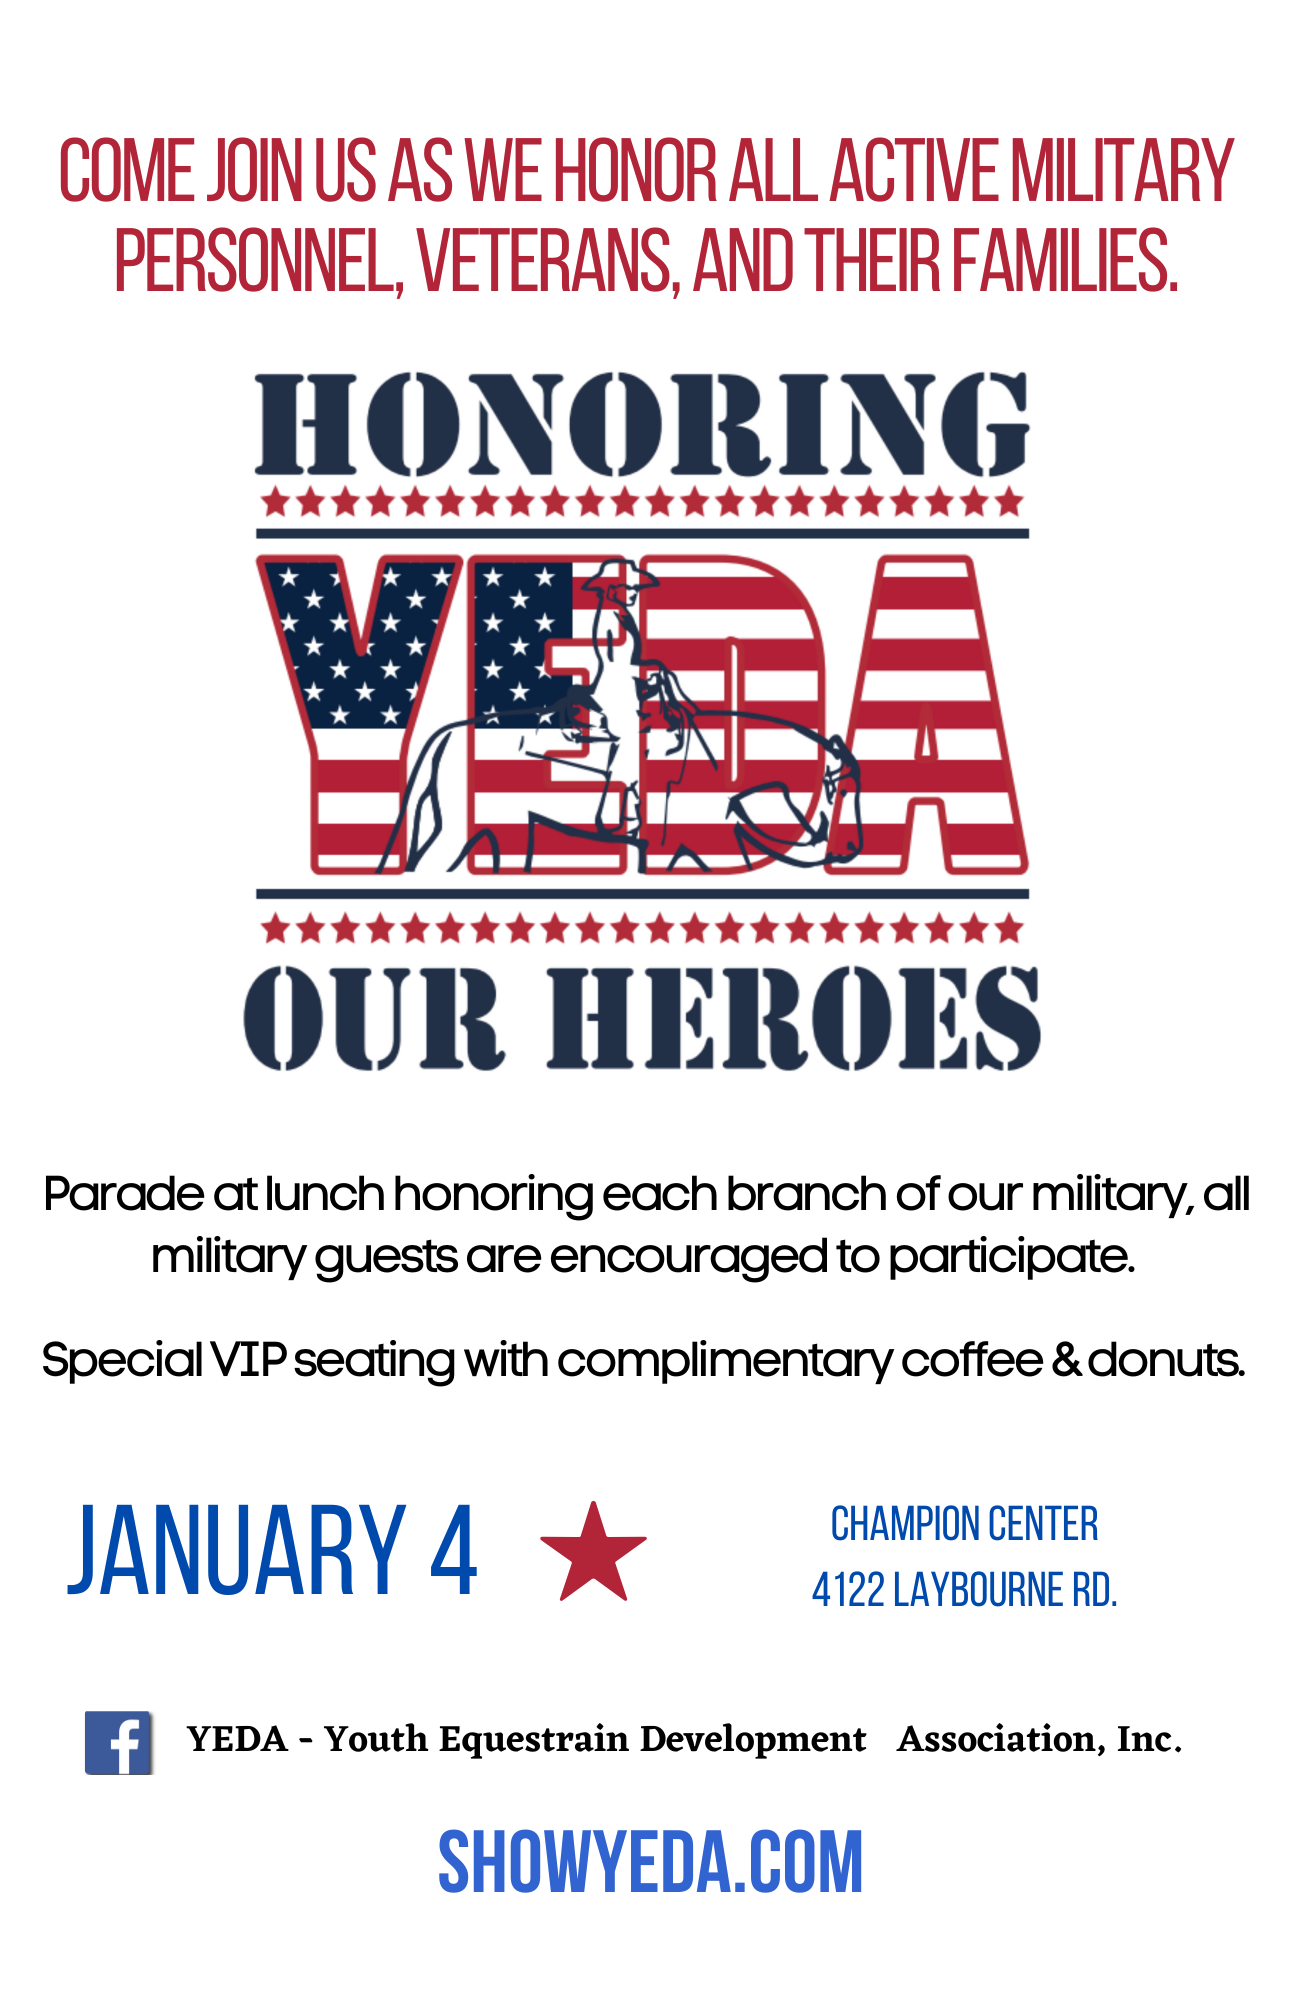 COME JOIN US AS WE HONOR ALL ACTIVE MILITARY
PERSONNEL, VETERANS, AND THEIR FAMILIES.
HONORING
YEDA
OUR HEROES
Parade at lunch honoring each branch of our military, all
military guests are encouraged to participate.
Special VIP seating with complimentary coffee & donuts.
JANUARY 4
CHAMPION CENTER
4122 LAYBOURNE RD.
f YEDA - Youth Equestrain Development Association, Inc.
SHOWYEDA.COM